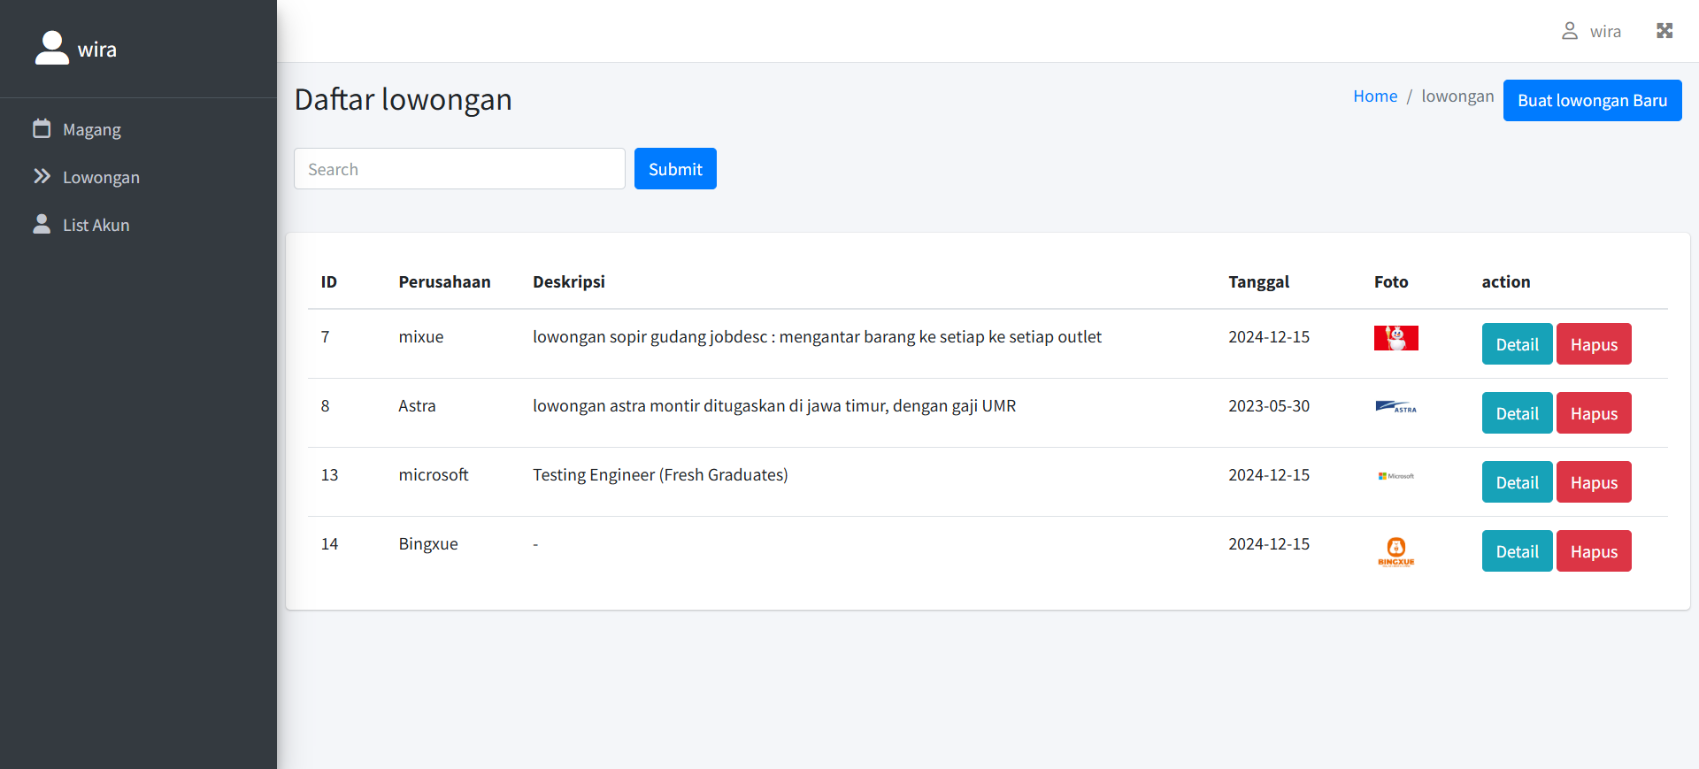 wira
wira
Magang
Lowongan
List Akun
Daftar lowongan
Home / lowongan
Buat lowongan Baru
Search
Submit
ID Perusahaan Deskripsi Tanggal Foto action
7 mixue lowongan sopir gudang jobdesc : mengantar barang ke setiap ke setiap outlet 2024-12-15 Detail Hapus
8 Astra lowongan astra montir ditugaskan di jawa timur, dengan gaji UMR 2023-05-30 ASTRA Detail Hapus
13 microsoft Testing Engineer (Fresh Graduates) 2024-12-15 Microsoft Detail Hapus
14 Bingxue - 2024-12-15 BINGXUE Detail Hapus